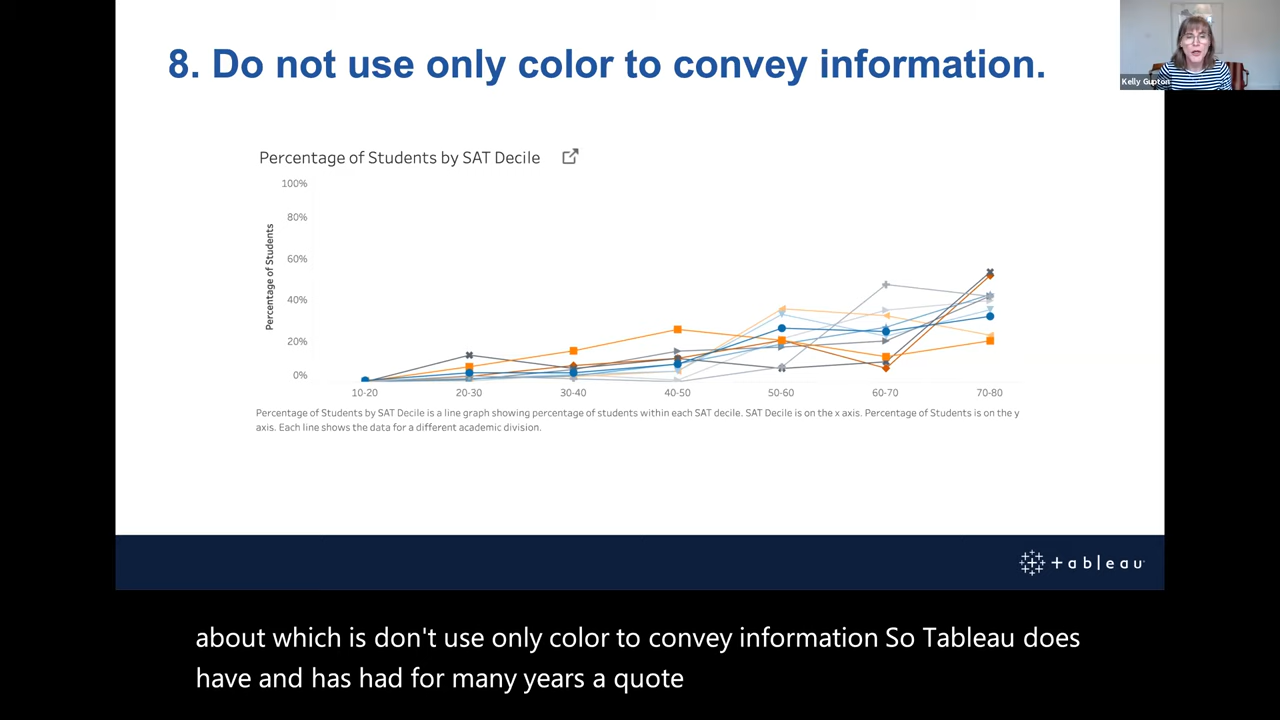 8. Do not use only color to convey information.
Kelly Gupton
Percentage of Students by SAT Decile
100%
80%
60%
40%
20%
0%
Percentage of Students
10-20
20-30
30-40
40-50
50-60
60-70
70-80
Percentage of Students by SAT Decile is a line graph showing percentage of students within each SAT decile. SAT Decile is on the x axis. Percentage of Students is on the y
axis. Each line shows the data for a different academic division.
+ableau
about which is don't use only color to convey information So Tableau does
have and has had for many years a quote